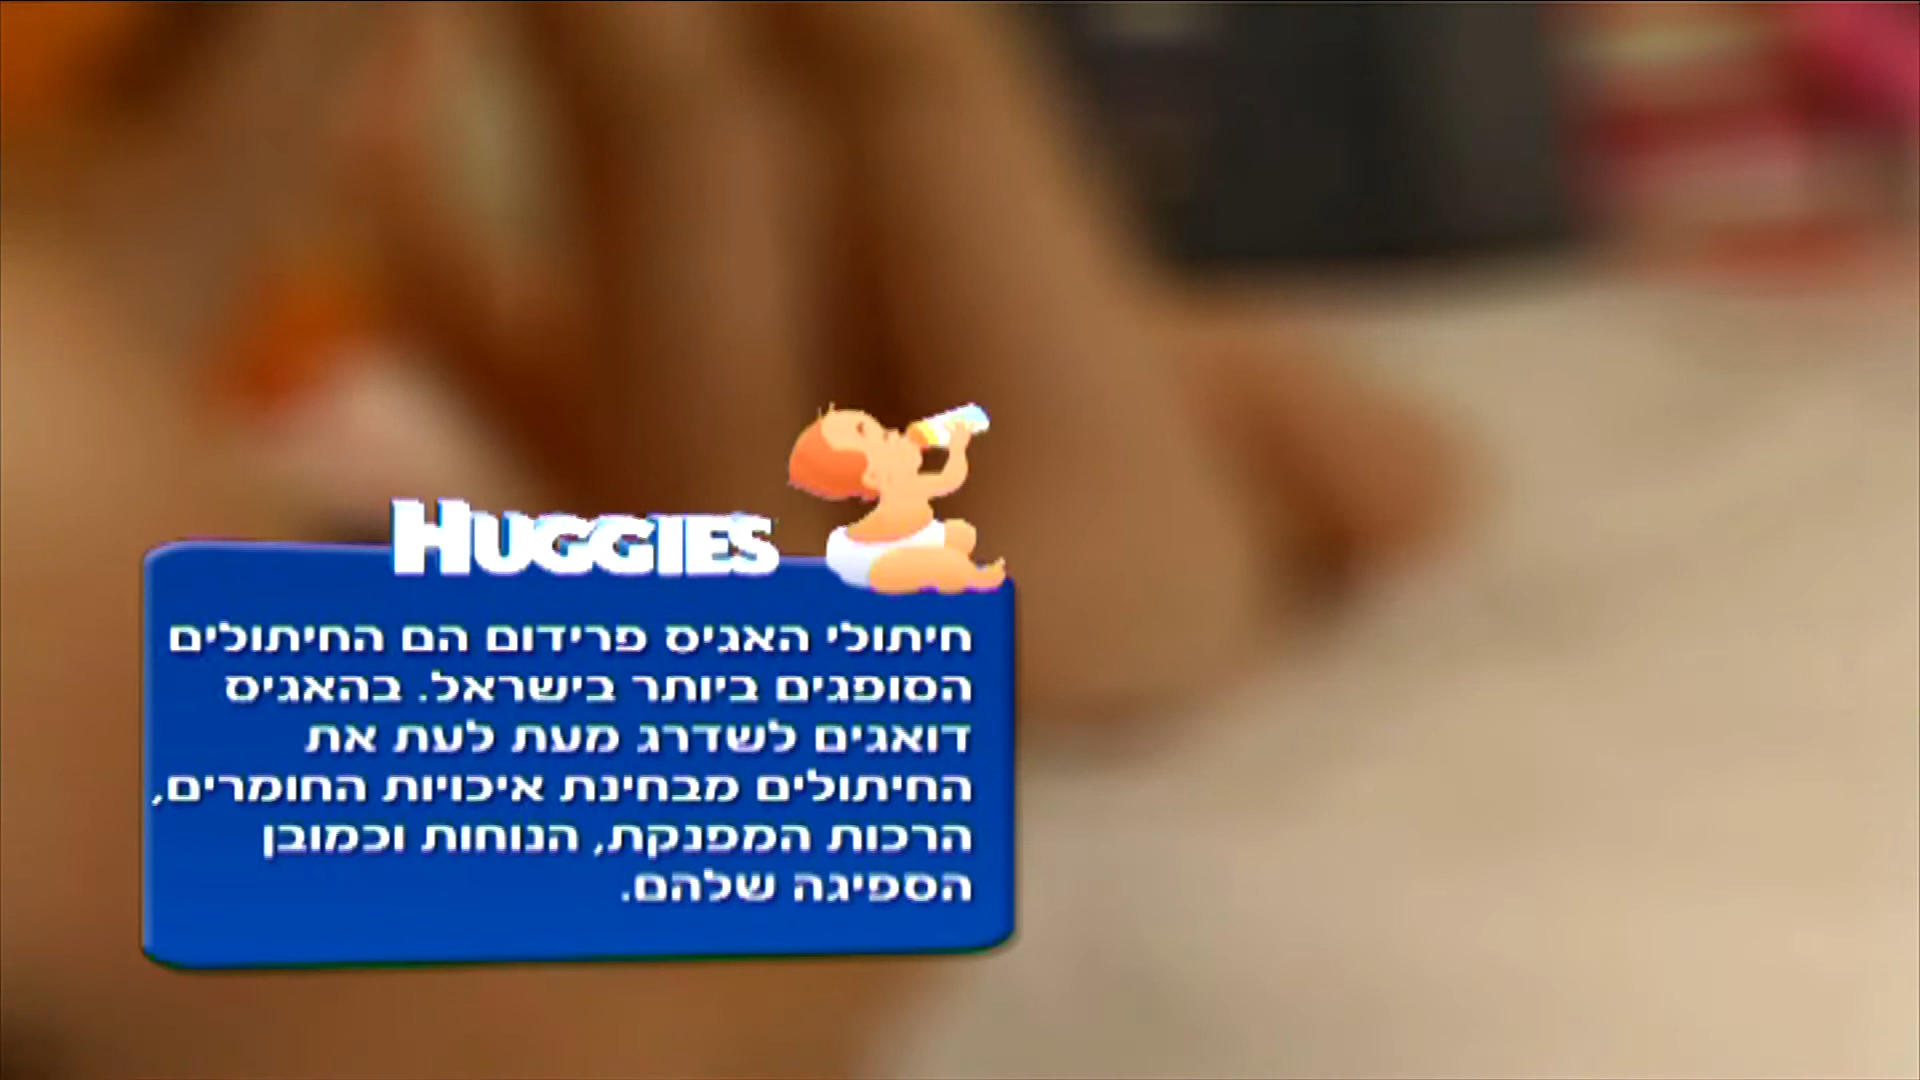 HUGGIES
חיתולי האגיס פרידום הם החיתולים
הסופגים ביותר בישראל. בהאגיס
דואגים לשדרג מעת לעת את
החיתולים מבחינת איכויות החומרים,
הרכות המפנקת, הנוחות וכמובן
הספיגה שלהם.